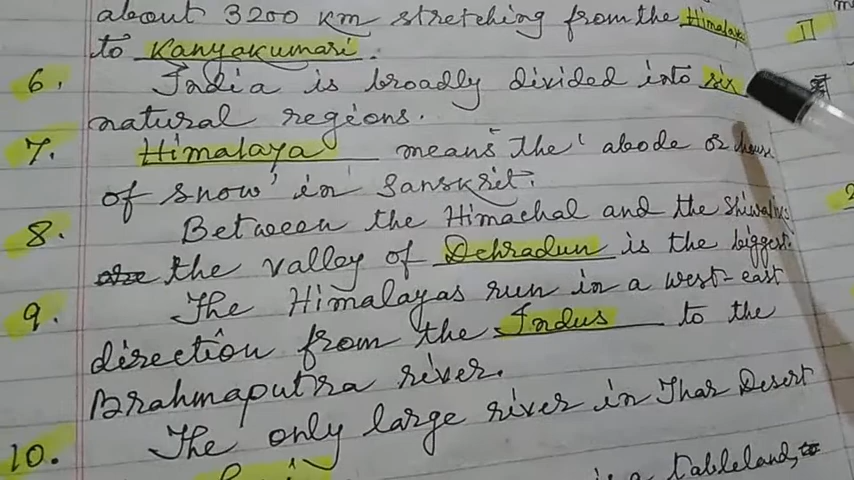 about 3200 km stretching from the Himalaya
to Kanyakumari.
6. India is broadly divided into six
natural regions.
7. Himalaya means the 'abode or house
of snow' in Sanskrit.
8. Between the Himachal and the Shiwaliks
the valley of Dehradun is the biggest.
9. The Himalayas run in a west-east
direction from the Indus to the
Brahmaputra river.
10. The only large river in Thar Desert
is a tableland,
II